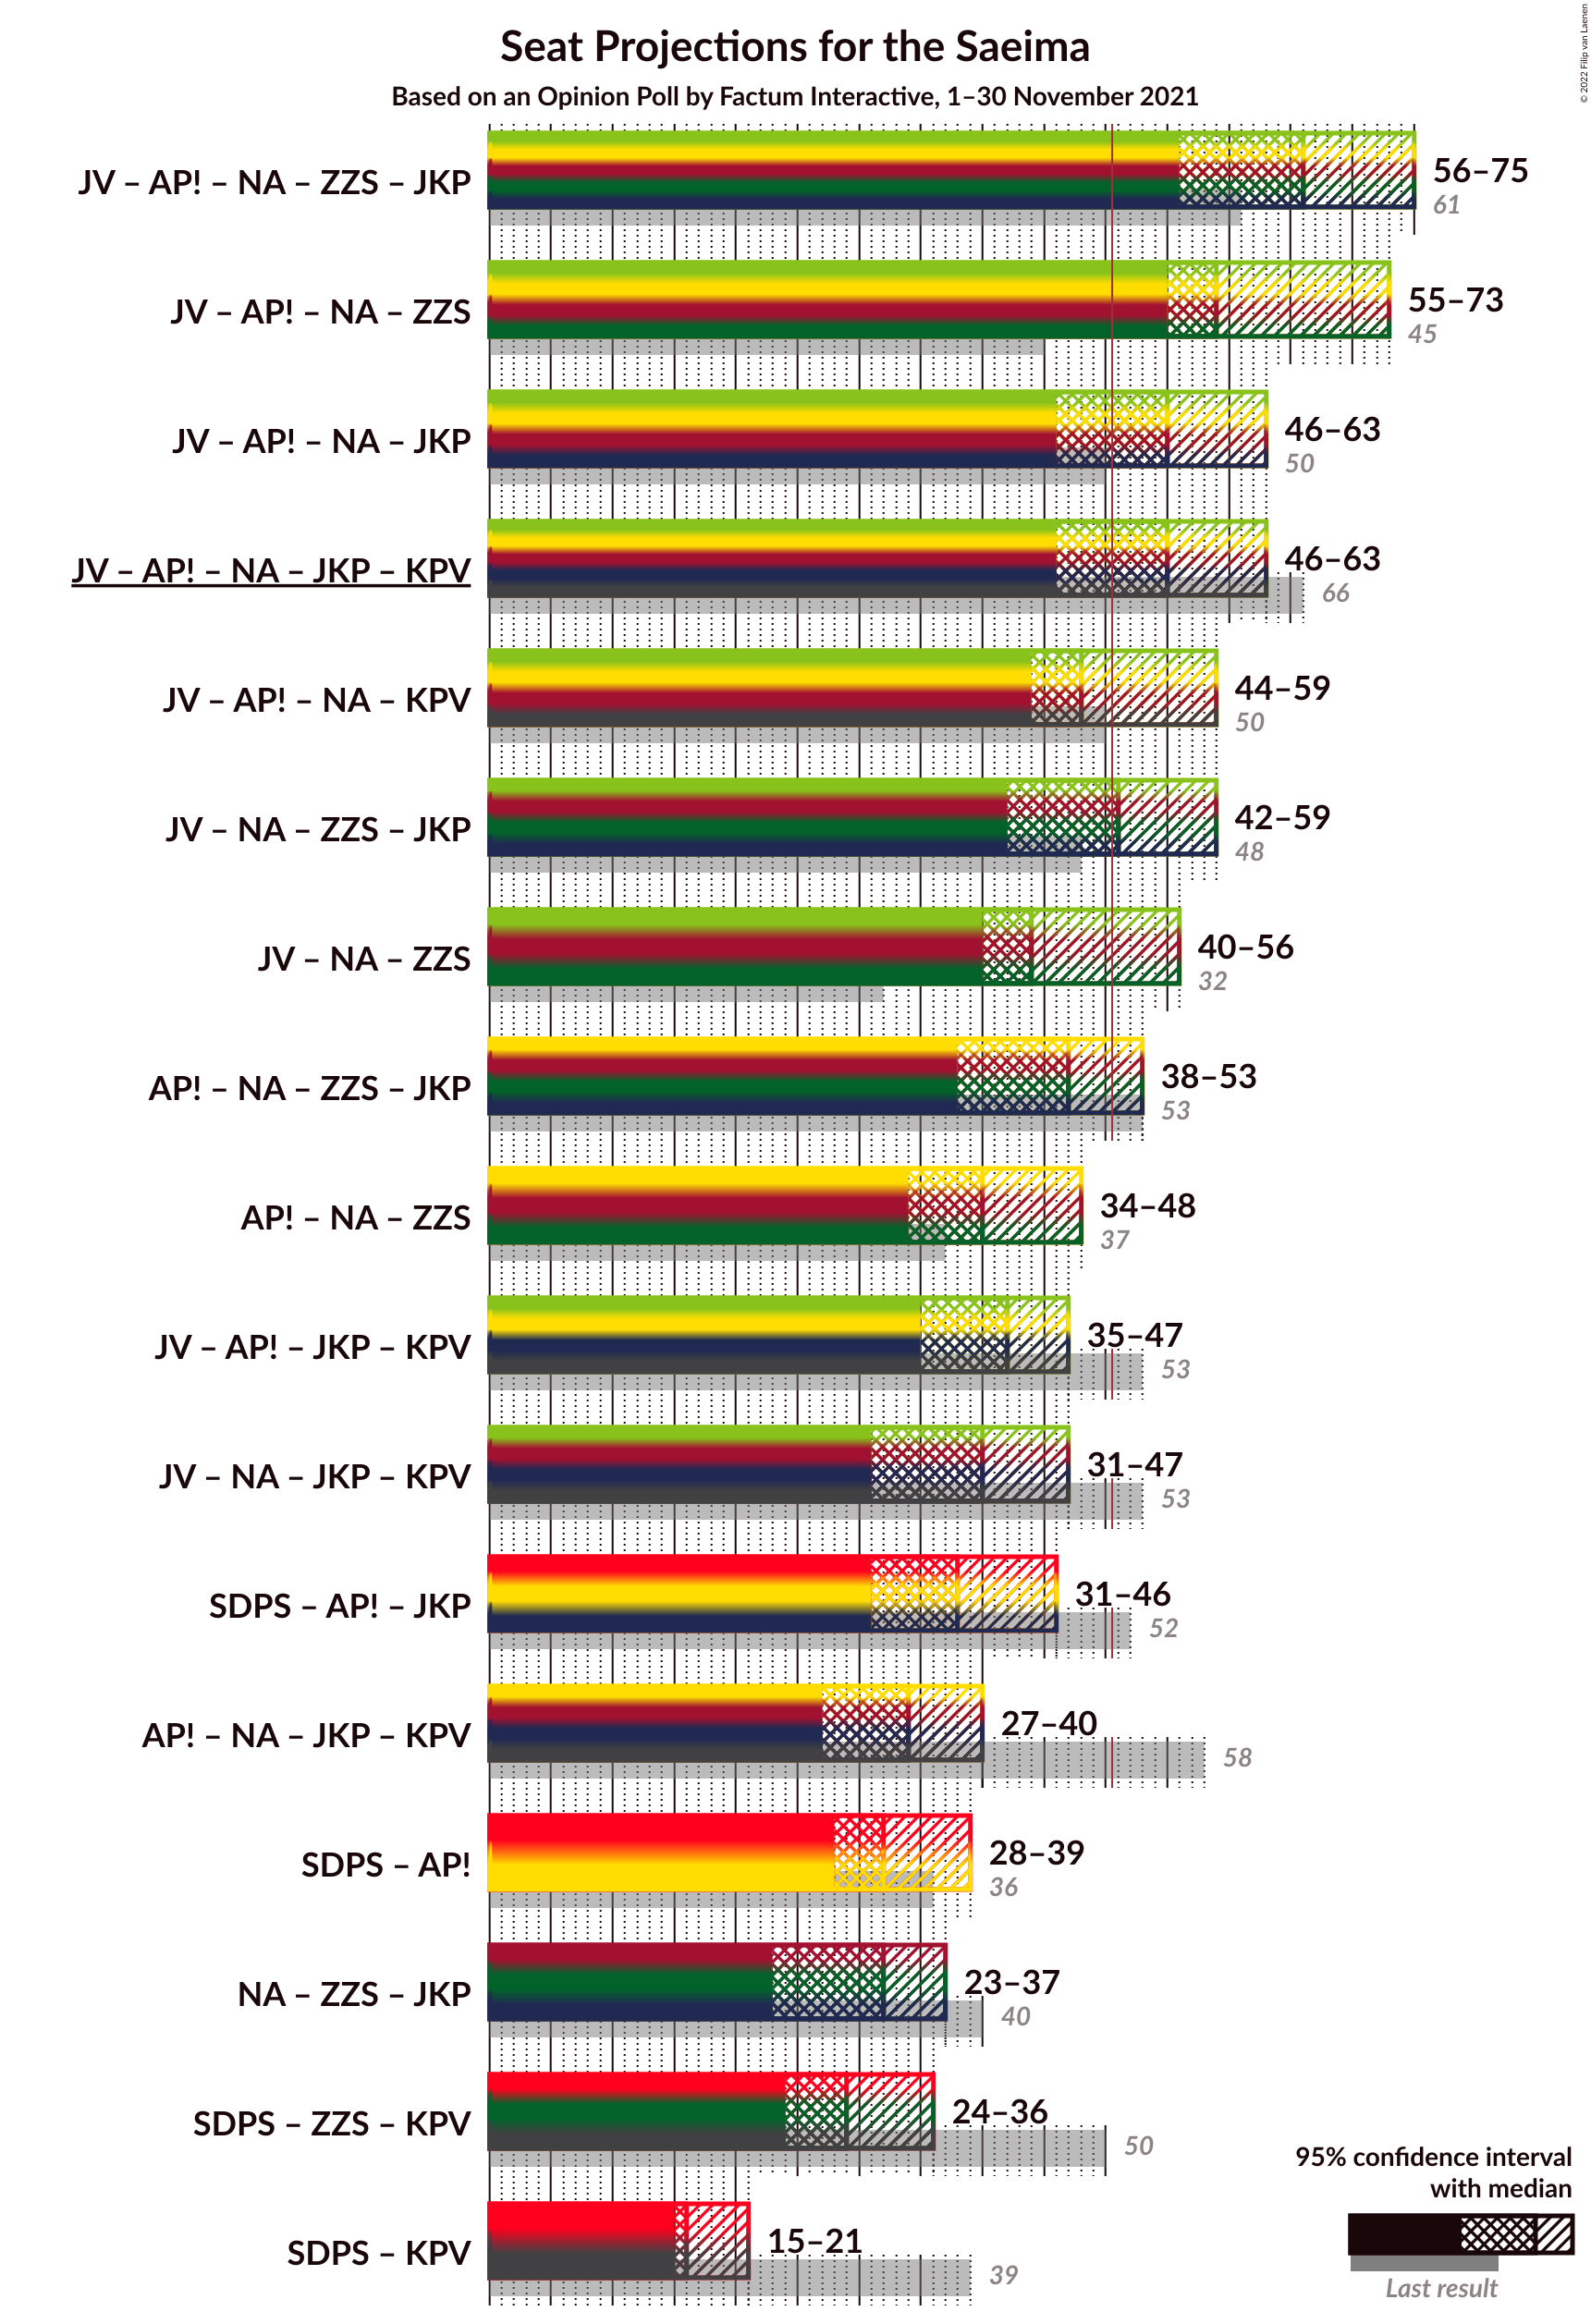 © 2022 Filip van Laenen
Seat Projections for the Saeima
Based on an Opinion Poll by Factum Interactive, 1–30 November 2021
JV – AP! – NA – ZZS – JKP
56–75
61
JV – AP! – NA – ZZS
55–73
45
JV – AP! – NA – JKP
46–63
50
JV – AP! – NA – JKP – KPV
46–63
66
JV – AP! – NA – KPV
44–59
50
JV – NA – ZZS – JKP
42–59
48
JV – NA – ZZS
40–56
32
AP! – NA – ZZS – JKP
38–53
53
AP! – NA – ZZS
34–48
37
JV – AP! – JKP – KPV
35–47
53
JV – NA – JKP – KPV
31–47
53
SDPS – AP! – JKP
31–46
52
AP! – NA – JKP – KPV
27–40
58
SDPS – AP!
28–39
36
NA – ZZS – JKP
23–37
40
SDPS – ZZS – KPV
24–36
50
SDPS – KPV
15–21
39
95% confidence interval
with median
Last result